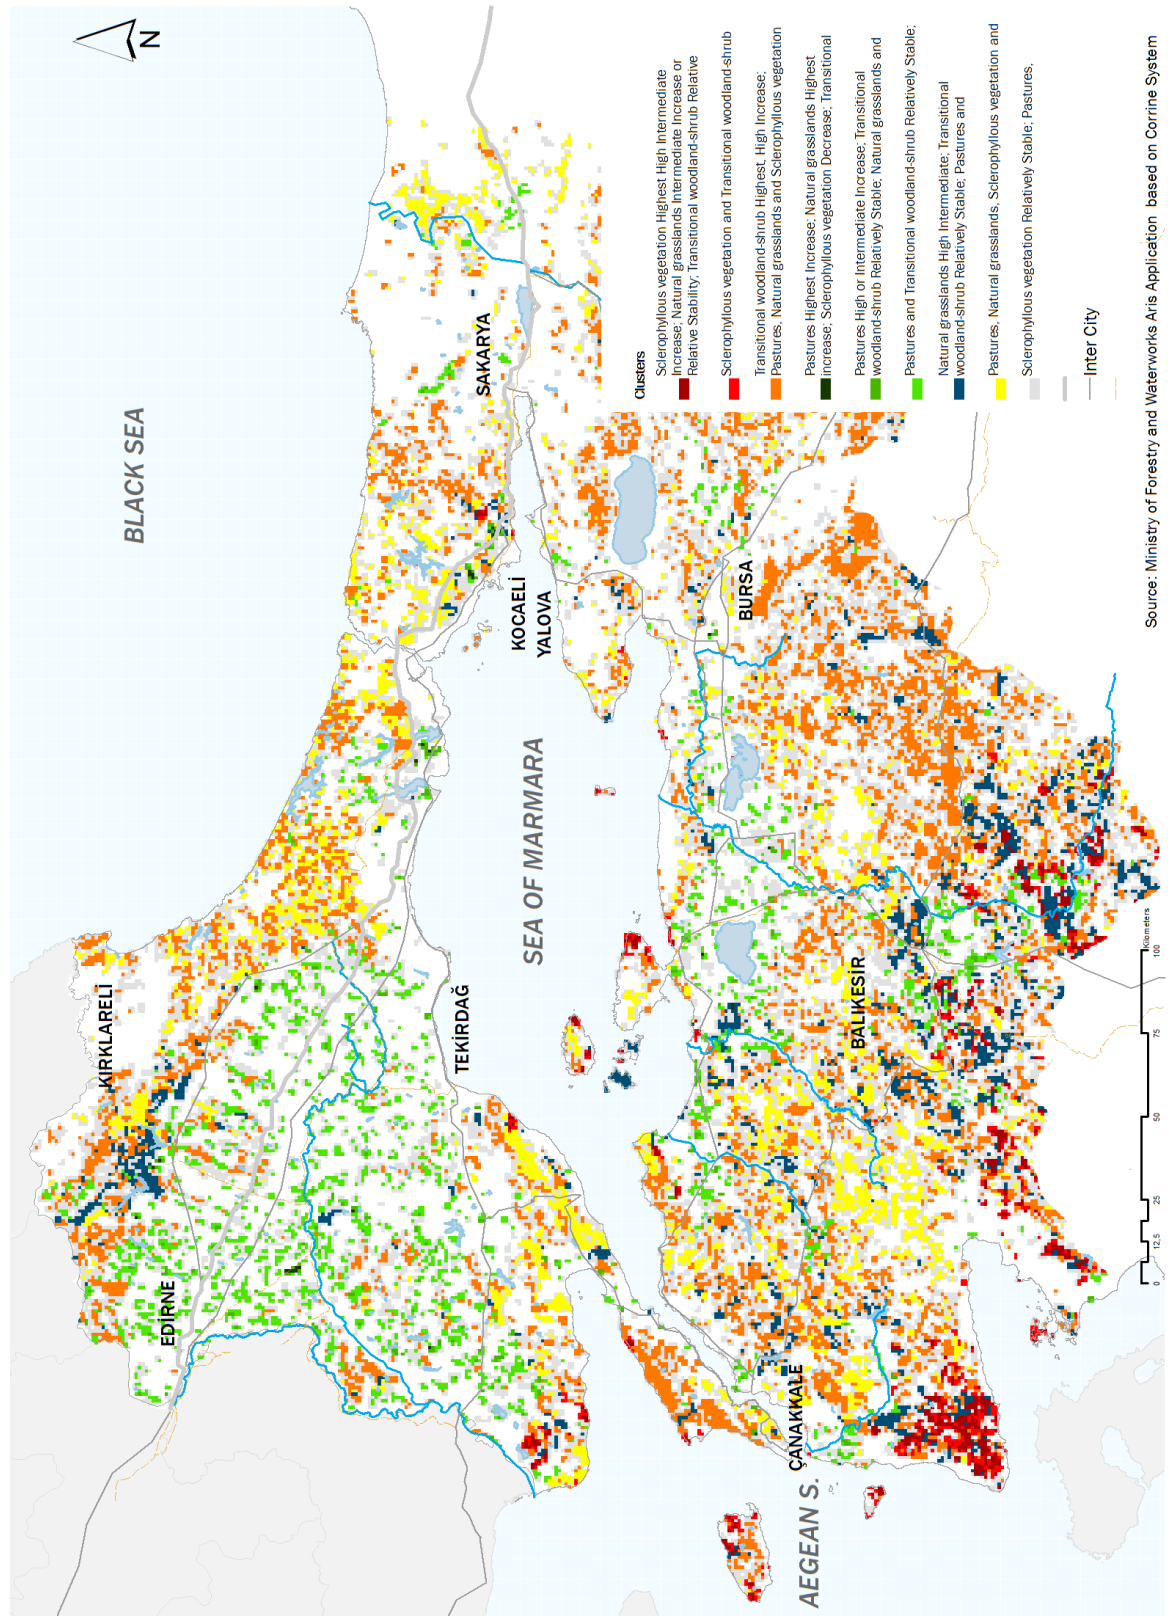 N
BLACK SEA
KIRKLARELİ
EDİRNE
TEKİRDAĞ
SAKARYA
KOCAELİ
YALOVA
SEA OF MARMARA
BURSA
BALIKESİR
ÇANAKKALE
AEGEAN S.
Clusters
Sclerophyllous vegetation Highest High Intermediate
Increase; Natural grasslands Intermediate Increase or
Relative Stability; Transitional woodland-shrub Relative
Sclerophyllous vegetation and Transitional woodland-shrub
Transitional woodland-shrub Highest, High Increase;
Pastures, Natural grasslands and Sclerophyllous vegetation
Pastures Highest Increase; Natural grasslands Highest
increase; Sclerophyllous vegetation Decrease; Transitional
Pastures High or Intermediate Increase; Transitional
woodland-shrub Relatively Stable; Natural grasslands and
Pastures and Transitional woodland-shrub Relatively Stable;
Natural grasslands High Intermediate; Transitional
woodland-shrub Relatively Stable; Pastures and
Pastures, Natural grasslands, Sclerophyllous vegetation and
Sclerophyllous vegetation Relatively Stable; Pastures,
Inter City
0 12.5 25 50 75 100
Kilometers
Source: Ministry of Forestry and Waterworks Aris Application based on Corrine System